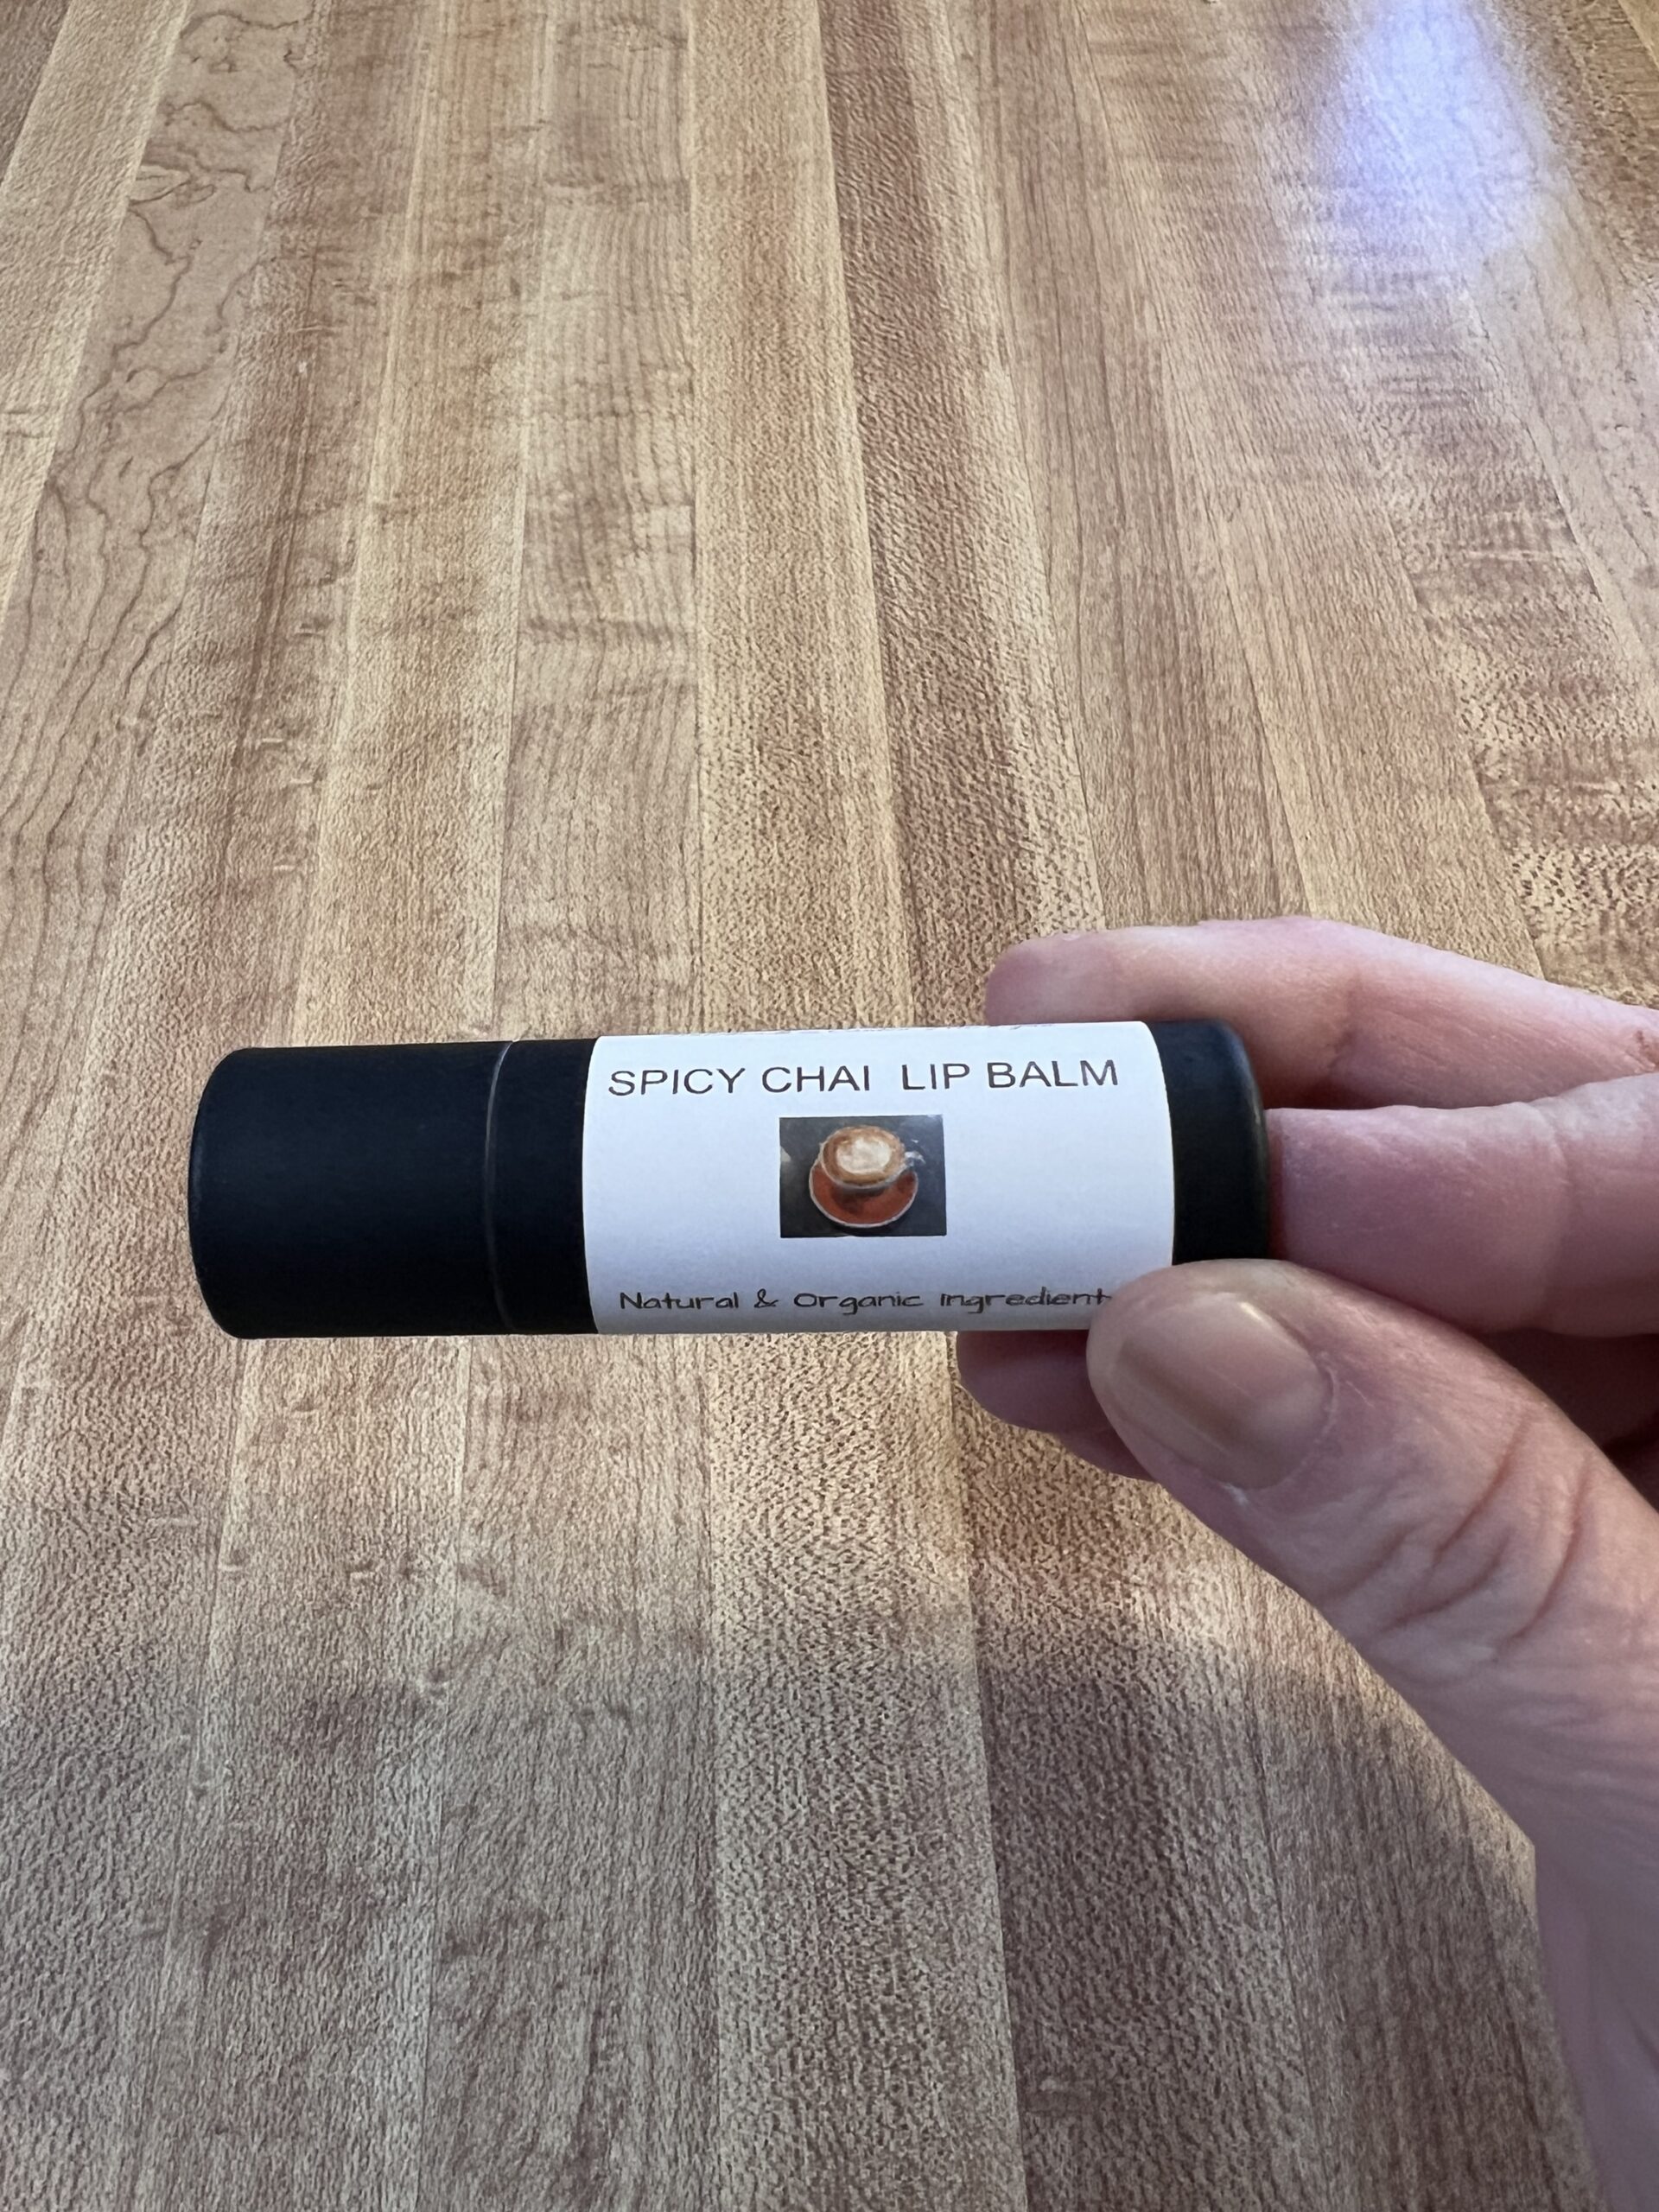 SPICY CHAI LIP BALM
Natural & Organic Ingredient